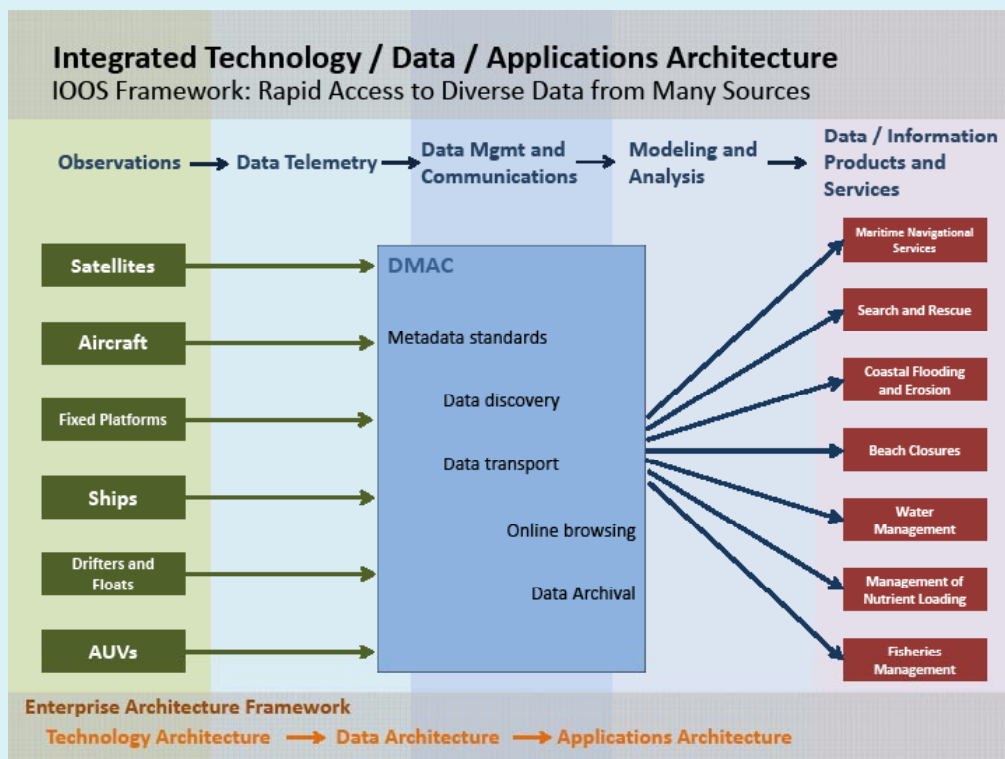 Integrated Technology / Data / Applications Architecture
IOOS Framework: Rapid Access to Diverse Data from Many Sources
Observations
Data Telemetry
Data Mgmt and
Communications
Modeling and
Analysis
Data / Information
Products and
Services
Satellites
Aircraft
Fixed Platforms
Ships
Drifters and
Floats
AUVs
DMAC
Metadata standards
Data discovery
Data transport
Online browsing
Data Archival
Maritime Navigational
Services
Search and Rescue
Coastal Flooding
and Erosion
Beach Closures
Water
Management
Management of
Nutrient Loading
Fisheries
Management
Enterprise Architecture Framework
Technology Architecture
Data Architecture
Applications Architecture